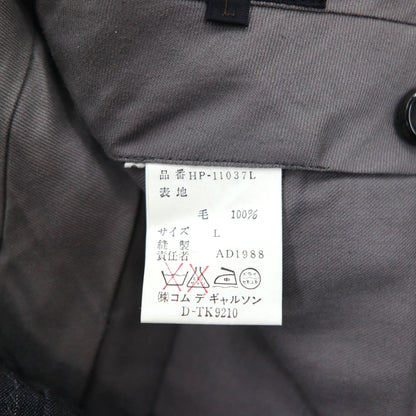 L
品番 HP-11037L
表地
毛 100%
サイズ L
縫製
責任者 AD1988
㈱コム デ ギャルソン
D-TK9210